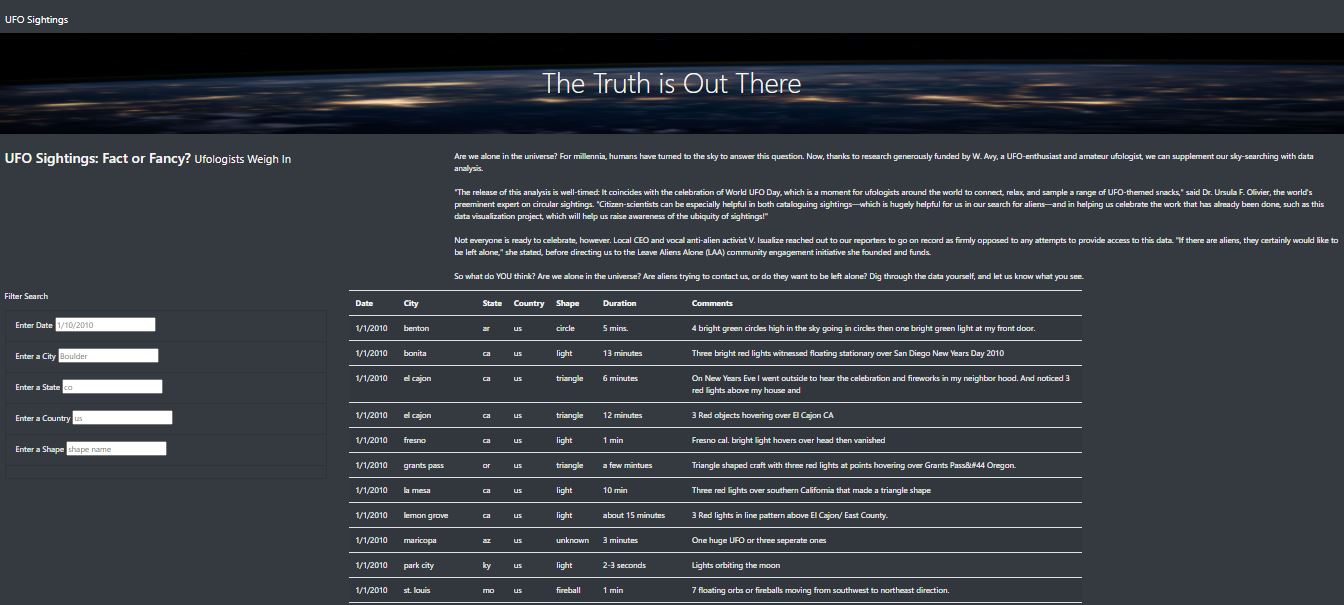 UFO Sightings
The Truth is Out There
UFO Sightings: Fact or Fancy? Ufologists Weigh In
Are we alone in the universe? For millennia, humans have turned to the sky to answer this question. Now, thanks to research generously funded by W. Avy, a UFO-enthusiast and amateur ufologist, we can supplement our sky-searching with data
analysis.
"The release of this analysis is well-timed: It coincides with the celebration of World UFO Day, which is a moment for ufologists around the world to connect, relax, and sample a range of UFO-themed snacks," said Dr. Ursula F. Olivier, the world's
preeminent expert on circular sightings. "Citizen-scientists can be especially helpful in both cataloguing sightings—which is hugely helpful for us in our search for aliens—and in helping us celebrate the work that has already been done, such as this
data visualization project, which will help us raise awareness of the ubiquity of sightings!"
Not everyone is ready to celebrate, however. Local CEO and vocal anti-alien activist V. Isualize reached out to our reporters to go on record as firmly opposed to any attempts to provide access to this data. "If there are aliens, they certainly would like to
be left alone," she stated, before directing us to the Leave Aliens Alone (LAA) community engagement initiative she founded and funds.
So what do YOU think? Are we alone in the universe? Are aliens trying to contact us, or do they want to be left alone? Dig through the data yourself, and let us know what you see.
Filter Search
Enter Date 1/10/2010
Enter a City Boulder
Enter a State co
Enter a Country us
Enter a Shape shape name
Date City State Country Shape Duration Comments
1/1/2010 benton ar us circle 5 mins. 4 bright green circles high in the sky going in circles then one bright green light at my front door.
1/1/2010 bonita ca us light 13 minutes Three bright red lights witnessed floating stationary over San Diego New Years Day 2010
1/1/2010 el cajon ca us triangle 6 minutes On New Years Eve I went outside to hear the celebration and fireworks in my neighbor hood. And noticed 3
red lights above my house and
1/1/2010 el cajon ca us triangle 12 minutes 3 Red objects hovering over El Cajon CA
1/1/2010 fresno ca us light 1 min Fresno cal. bright light hovers over head then vanished
1/1/2010 grants pass or us triangle a few mintues Triangle shaped craft with three red lights at points hovering over Grants Pass&#44 Oregon.
1/1/2010 la mesa ca us light 10 min Three red lights over southern California that made a triangle shape
1/1/2010 lemon grove ca us light about 15 minutes 3 Red lights in line pattern above El Cajon/ East County.
1/1/2010 maricopa az us unknown 3 minutes One huge UFO or three seperate ones
1/1/2010 park city ky us light 2-3 seconds Lights orbiting the moon
1/1/2010 st. louis mo us fireball 1 min 7 floating orbs or fireballs moving from southwest to northeast direction.